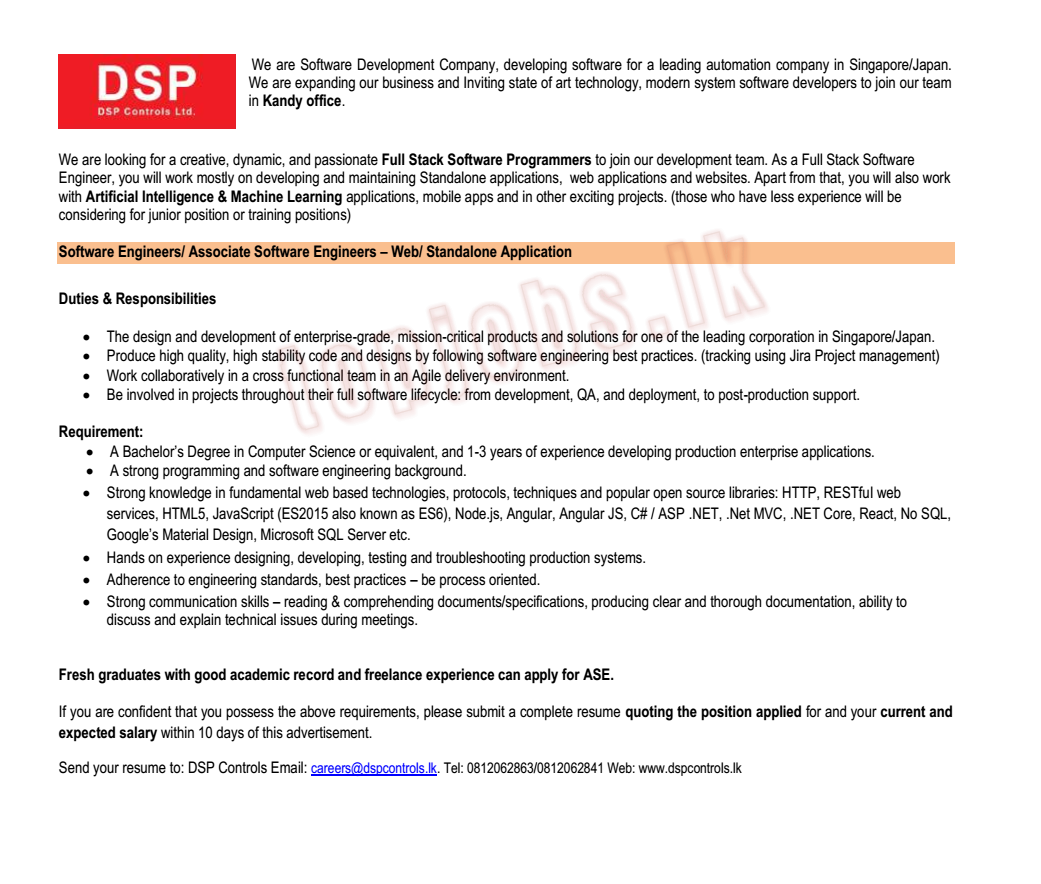 DSP
DSP Controls Ltd.
We are Software Development Company, developing software for a leading automation company in Singapore/Japan.
We are expanding our business and Inviting state of art technology, modern system software developers to join our team
in Kandy office.
We are looking for a creative, dynamic, and passionate Full Stack Software Programmers to join our development team. As a Full Stack Software
Engineer, you will work mostly on developing and maintaining Standalone applications,  web applications and websites. Apart from that, you will also work
with Artificial Intelligence & Machine Learning applications, mobile apps and in other exciting projects. (those who have less experience will be
considering for junior position or training positions)
Software Engineers/ Associate Software Engineers – Web/ Standalone Application
topjobs.lk
Duties & Responsibilities
• The design and development of enterprise-grade, mission-critical products and solutions for one of the leading corporation in Singapore/Japan.
• Produce high quality, high stability code and designs by following software engineering best practices. (tracking using Jira Project management)
• Work collaboratively in a cross functional team in an Agile delivery environment.
• Be involved in projects throughout their full software lifecycle: from development, QA, and deployment, to post-production support.
Requirement:
• A Bachelor’s Degree in Computer Science or equivalent, and 1-3 years of experience developing production enterprise applications.
• A strong programming and software engineering background.
• Strong knowledge in fundamental web based technologies, protocols, techniques and popular open source libraries: HTTP, RESTful web
services, HTML5, JavaScript (ES2015 also known as ES6), Node.js, Angular, Angular JS, C# / ASP .NET, .Net MVC, .NET Core, React, No SQL,
Google’s Material Design, Microsoft SQL Server etc.
• Hands on experience designing, developing, testing and troubleshooting production systems.
• Adherence to engineering standards, best practices – be process oriented.
• Strong communication skills – reading & comprehending documents/specifications, producing clear and thorough documentation, ability to
discuss and explain technical issues during meetings.
Fresh graduates with good academic record and freelance experience can apply for ASE.
If you are confident that you possess the above requirements, please submit a complete resume quoting the position applied for and your current and
expected salary within 10 days of this advertisement.
Send your resume to: DSP Controls Email: careers@dspcontrols.lk. Tel: 0812062863/0812062841 Web: www.dspcontrols.lk